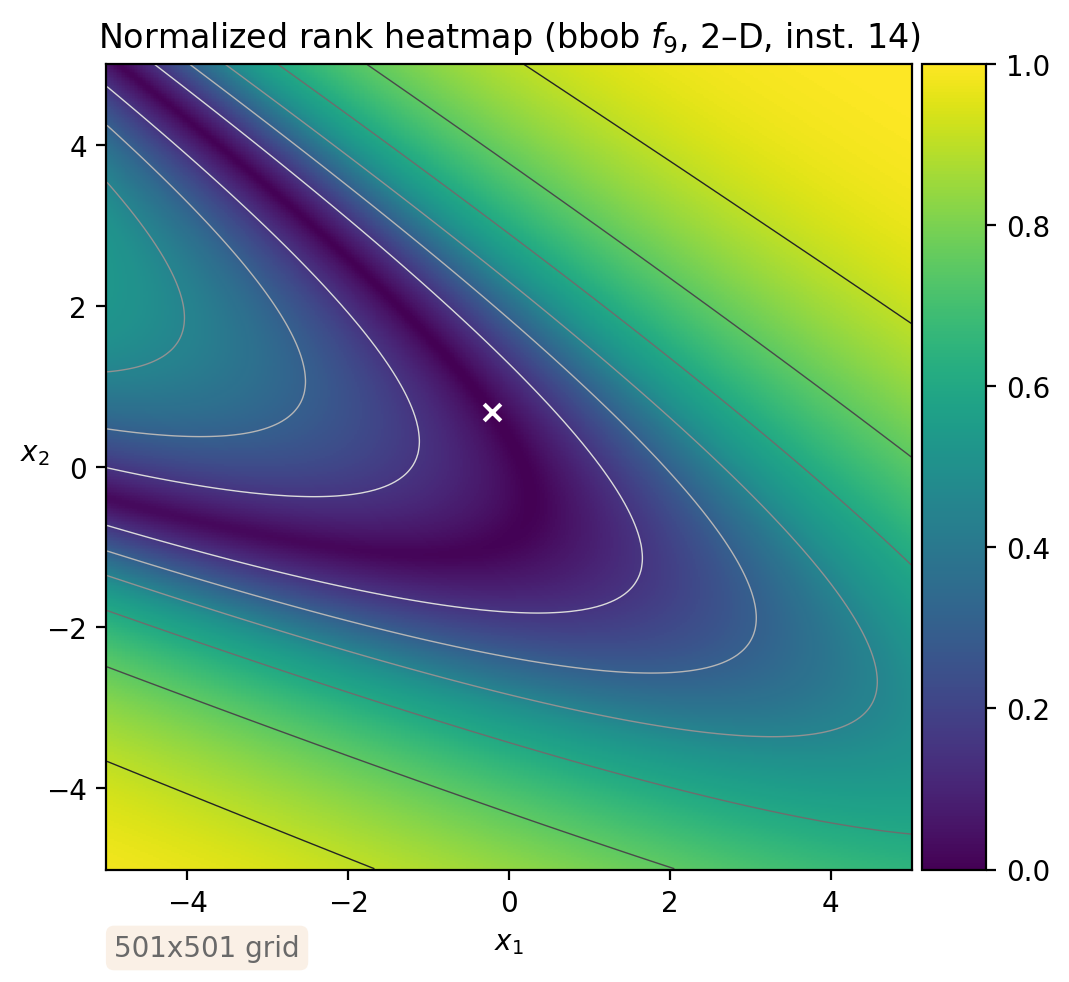 Normalized rank heatmap (bbob f₉, 2–D, inst. 14)
1.0
0.8
0.6
0.4
0.2
0.0
4
2
0
−2
−4
x₂
−4 −2 0 2 4
x₁
501x501 grid